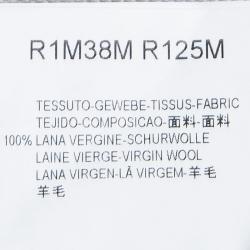 R1M38M R125M
TESSUTO-GEWEBE-TISSUS-FABRIC
TEJIDO-COMPOSICAO-面料-面料
100% LANA VERGINE-SCHURWOLLE
LAINE VIERGE-VIRGIN WOOL
LANA VIRGEN-LÃ VIRGEM-羊毛
羊毛